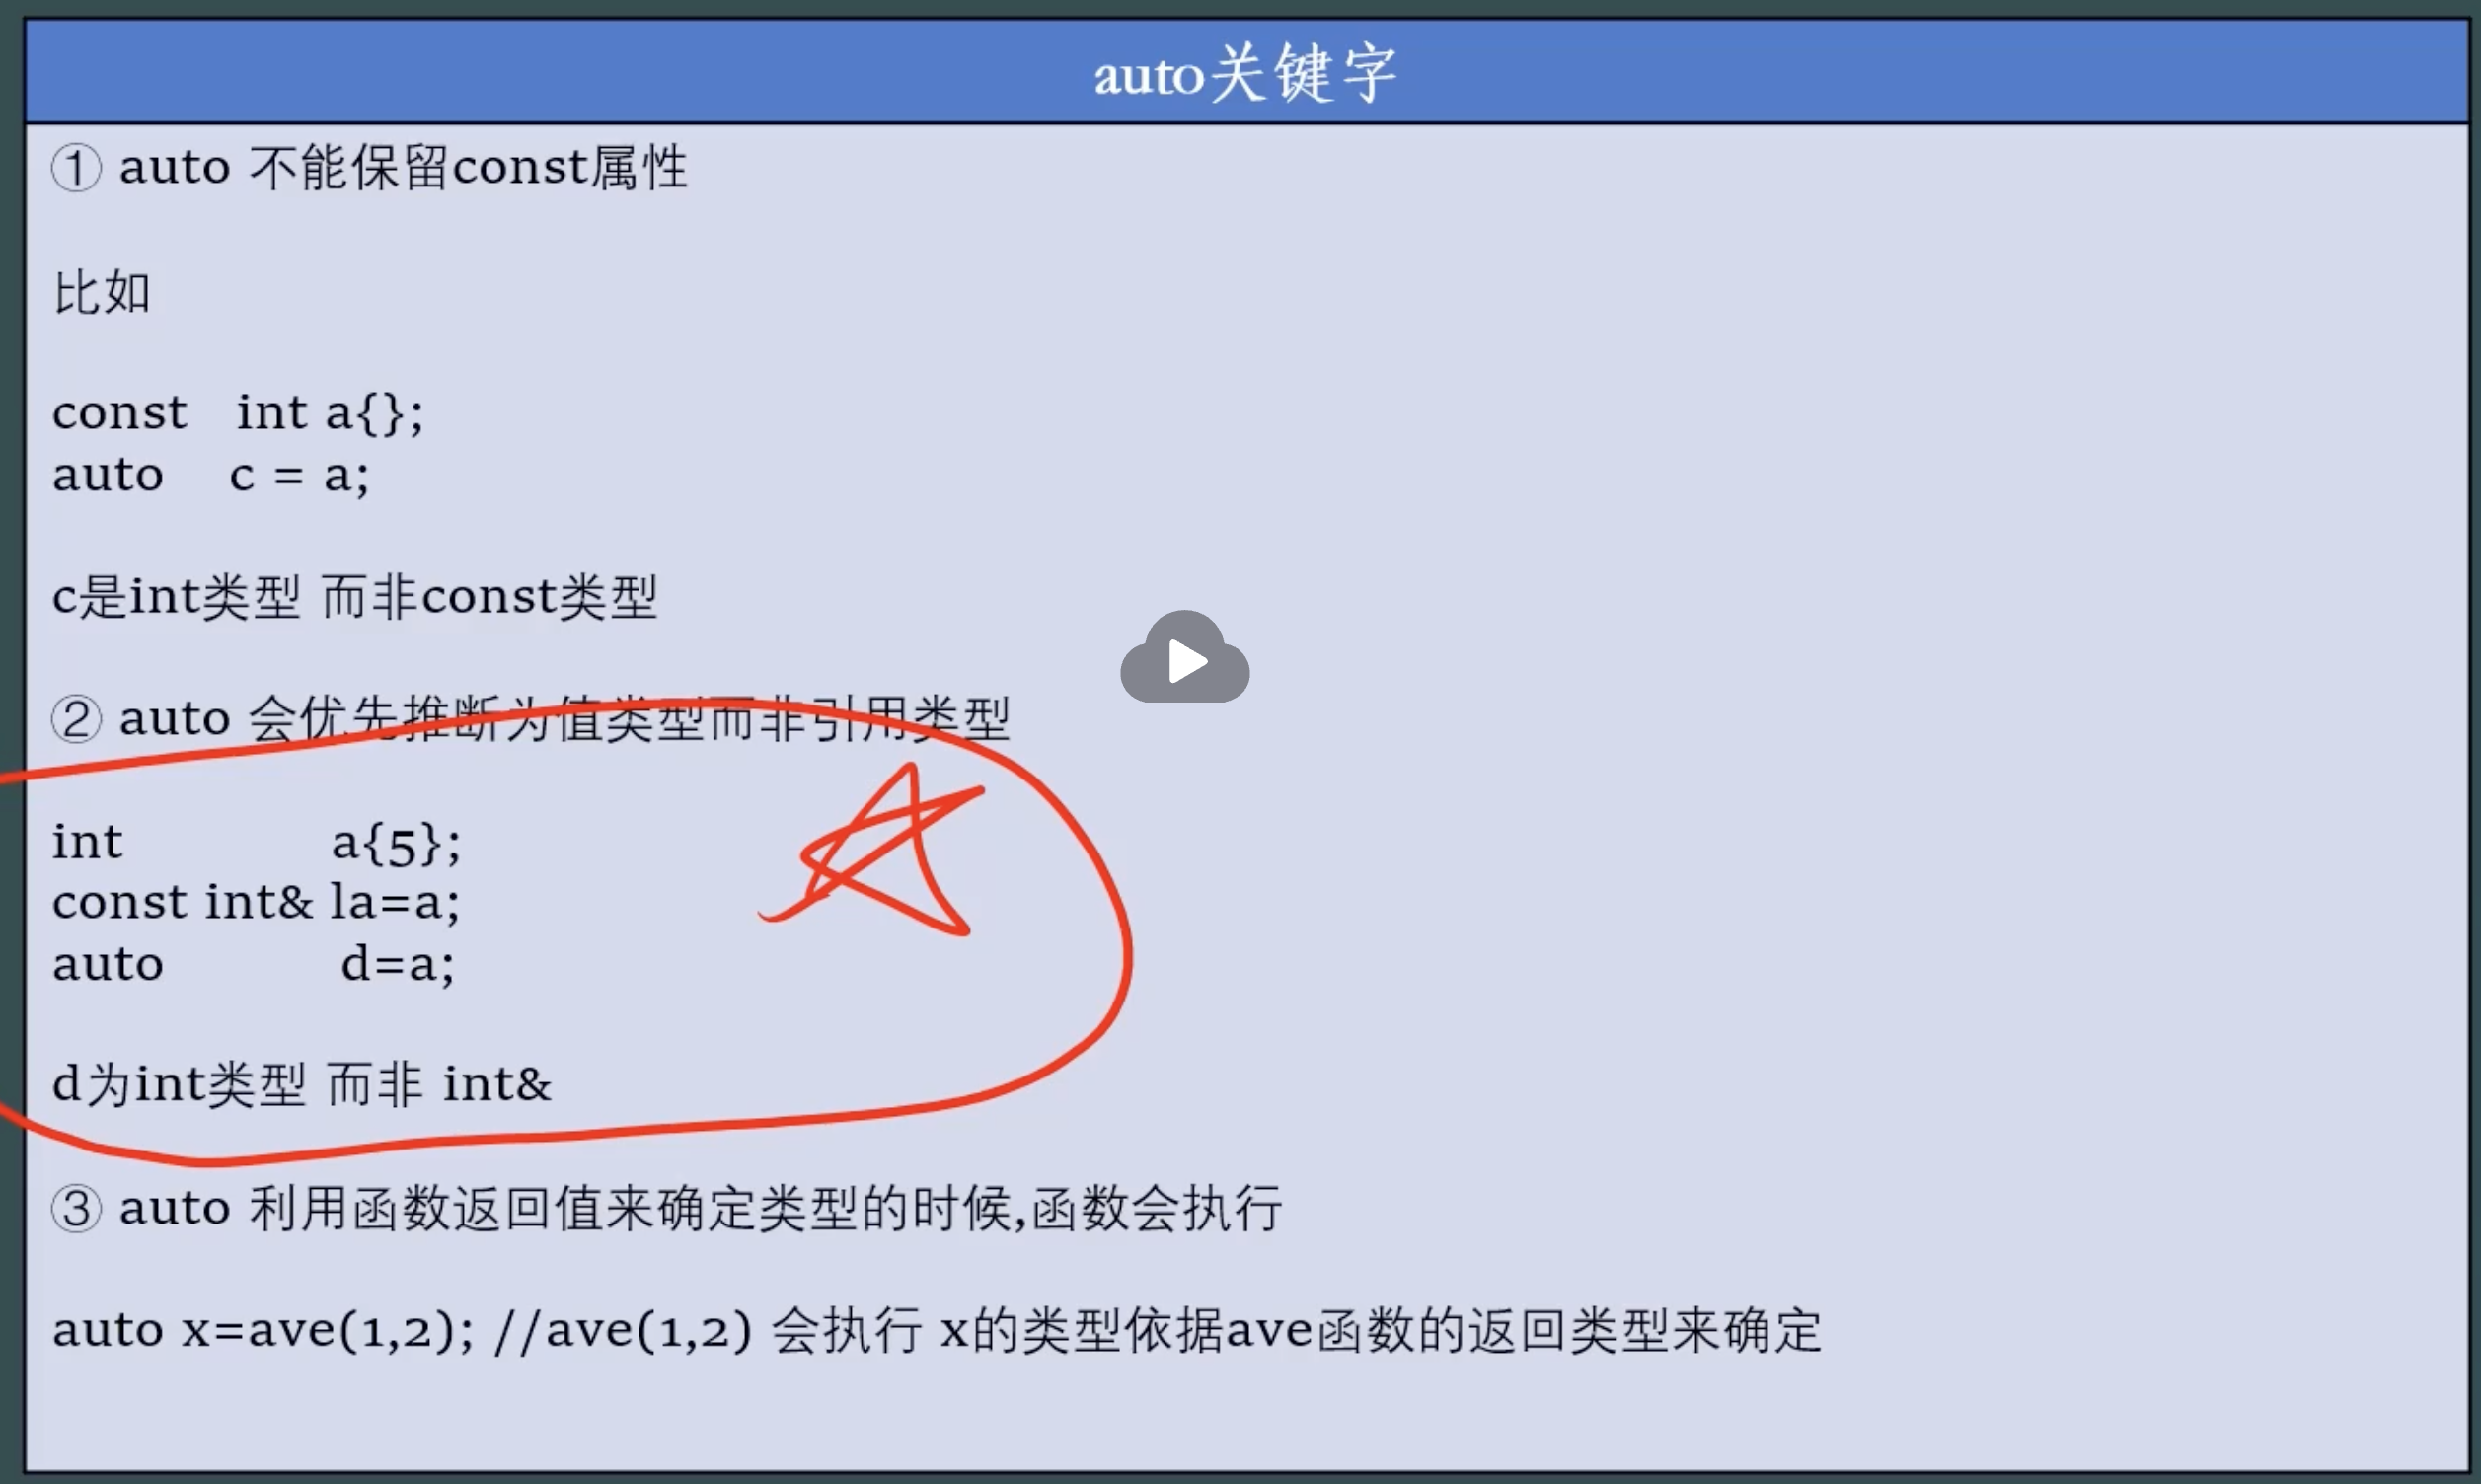 auto关键字
① auto 不能保留const属性
比如
const int a{};
auto c = a;
c是int类型 而非const类型
② auto 会优先推断为值类型而非引用类型
int a{5};
const int& la=a;
auto d=a;
d为int类型 而非 int&
③ auto 利用函数返回值来确定类型的时候,函数会执行
auto x=ave(1,2); //ave(1,2) 会执行 x的类型依据ave函数的返回类型来确定